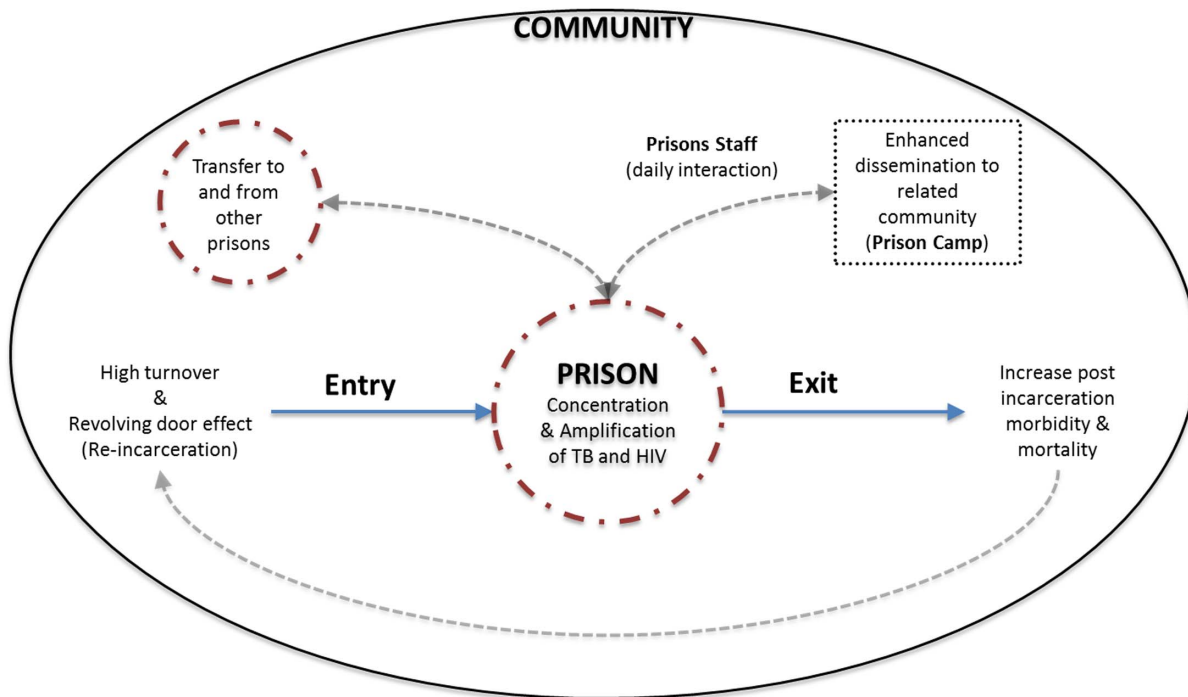 COMMUNITY
Transfer to
and from
other
prisons
Prisons Staff
(daily interaction)
Enhanced
dissemination to
related
community
(Prison Camp)
High turnover
&
Revolving door effect
(Re-incarceration)
Entry
PRISON
Concentration
& Amplification
of TB and HIV
Exit
Increase post
incarceration
morbidity &
mortality